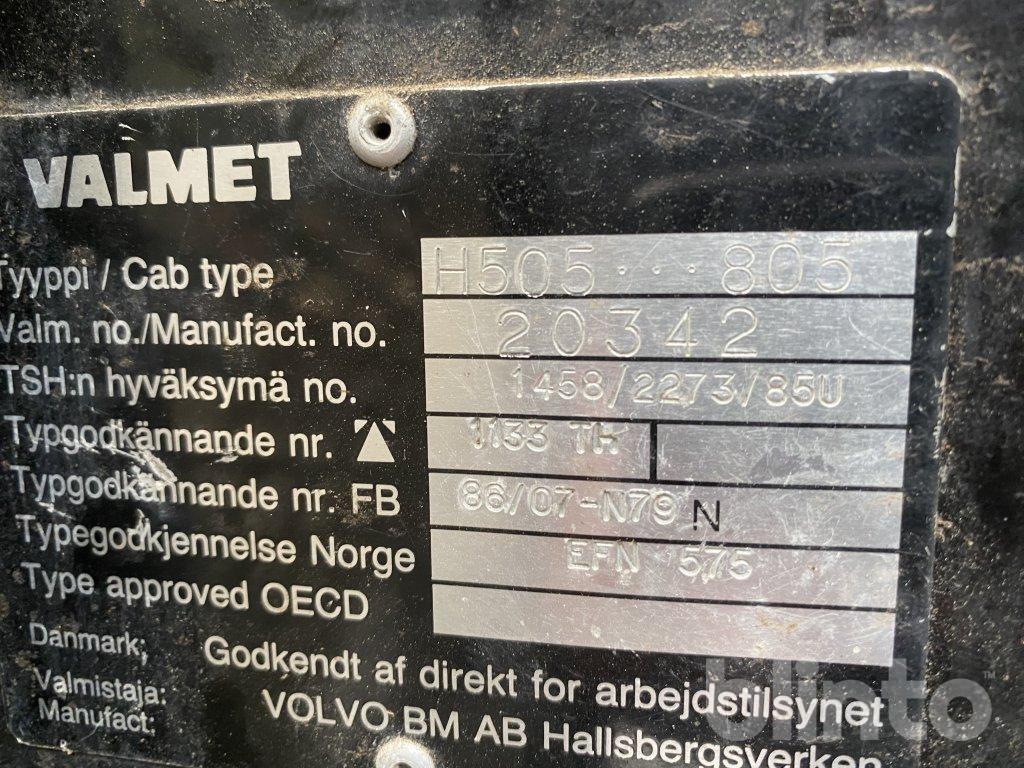 VALMET
Tyyppi / Cab type H505...805
Valm. no./Manufact. no. 20342
TSH:n hyväksymä no. 1458/2273/85U
Typgodkännande nr. 1133 TH
Typgodkännande nr. FB 86/07-N79 N
Typegodkjennelse Norge EFN 575
Type approved OECD
Danmark; Godkendt af direkt for arbejdstilsynet
Valmistaja: VOLVO BM AB Hallsbergsverken
Manufact:
blinto